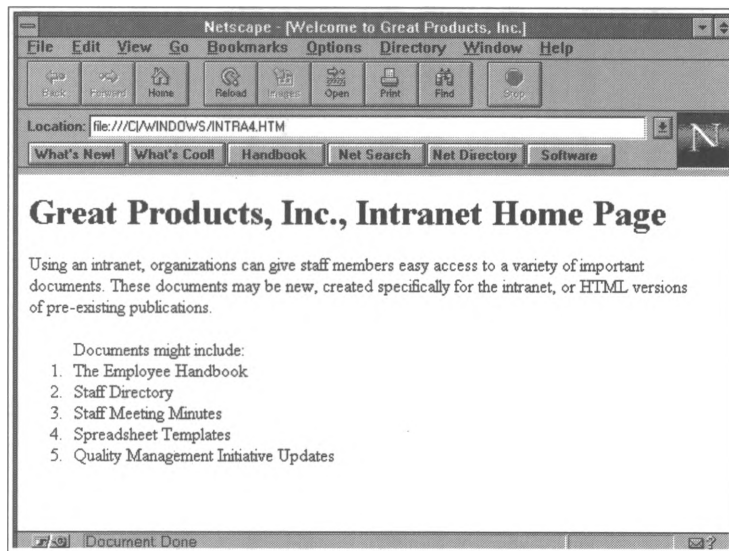 Netscape - [Welcome to Great Products, Inc.]
File Edit View Go Bookmarks Options Directory Window Help
Back Forward Home Reload Images Open Print Find Stop
Location: file:///C|/WINDOWS/INTRA4.HTM
N
What's New! What's Cool! Handbook Net Search Net Directory Software
Great Products, Inc., Intranet Home Page
Using an intranet, organizations can give staff members easy access to a variety of important
documents. These documents may be new, created specifically for the intranet, or HTML versions
of pre-existing publications.
Documents might include:
1. The Employee Handbook
2. Staff Directory
3. Staff Meeting Minutes
4. Spreadsheet Templates
5. Quality Management Initiative Updates
Document Done
?